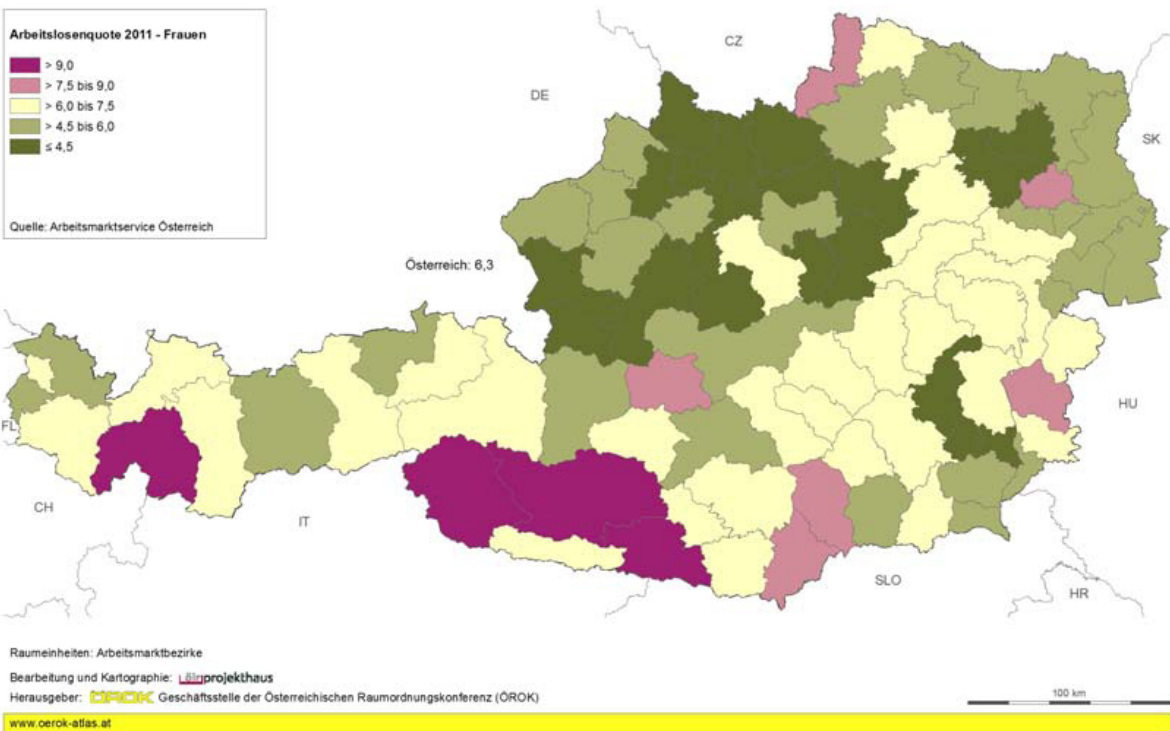 Arbeitslosenquote 2011 - Frauen
> 9,0
> 7,5 bis 9,0
> 6,0 bis 7,5
> 4,5 bis 6,0
≤ 4,5
Quelle: Arbeitsmarktservice Österreich
CZ
DE
SK
Österreich: 6,3
FL
CH
IT
HU
SLO
HR
Raumeinheiten: Arbeitsmarktbezirke
Bearbeitung und Kartographie: projekthaus
Herausgeber: ÖROK Geschäftsstelle der Österreichischen Raumordnungskonferenz (ÖROK)
100 km
www.oerok-atlas.at